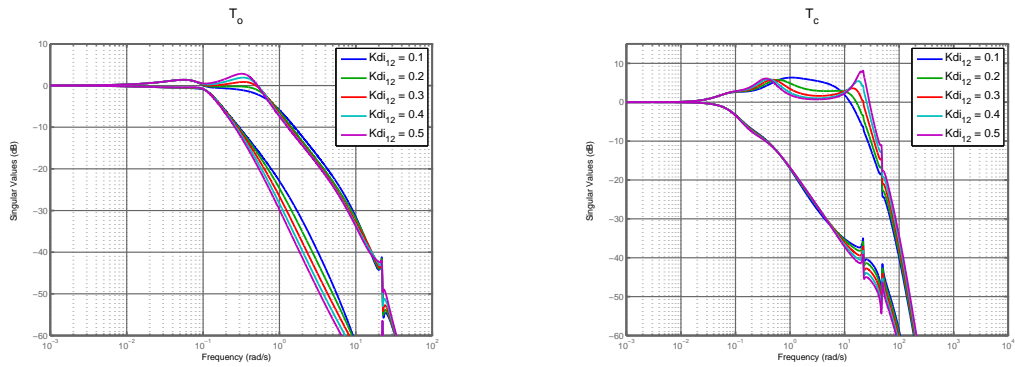 T_o
10
0
−10
−20
−30
−40
−50
−60
10^−3
10^−2
10^−1
10^0
10^1
10^2
Singular Values (dB)
Frequency (rad/s)
Kdi_12 = 0.1
Kdi_12 = 0.2
Kdi_12 = 0.3
Kdi_12 = 0.4
Kdi_12 = 0.5
T_c
10
0
−10
−20
−30
−40
−50
−60
10^−3
10^−2
10^−1
10^0
10^1
10^2
10^3
10^4
Singular Values (dB)
Frequency (rad/s)
Kdi_12 = 0.1
Kdi_12 = 0.2
Kdi_12 = 0.3
Kdi_12 = 0.4
Kdi_12 = 0.5